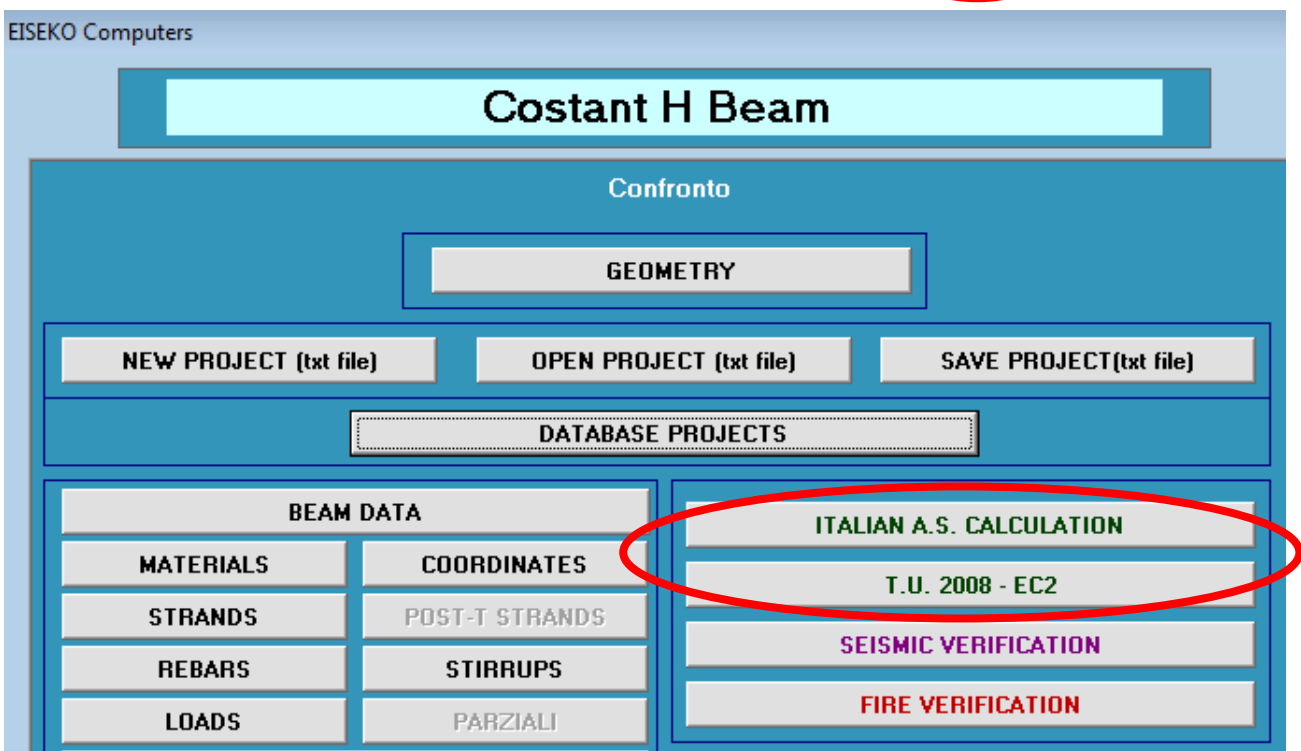 EISEKO Computers
Costant H Beam
Confronto
GEOMETRY
NEW PROJECT (txt file)
OPEN PROJECT (txt file)
SAVE PROJECT(txt file)
DATABASE PROJECTS
BEAM DATA
MATERIALS
COORDINATES
STRANDS
POST-T STRANDS
REBARS
STIRRUPS
LOADS
PARZIALI
ITALIAN A.S. CALCULATION
T.U. 2008 - EC2
SEISMIC VERIFICATION
FIRE VERIFICATION